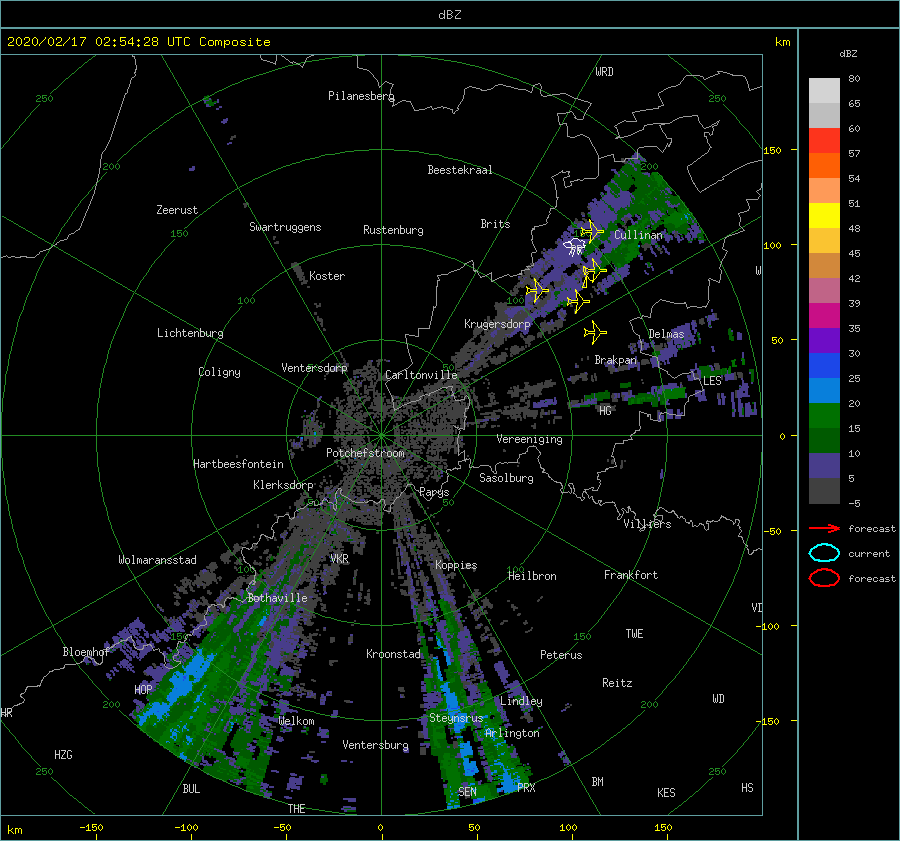 dBZ
2020/02/17 02:54:28 UTC Composite
km
dBZ
WRD
80
250
Pilanesberg
250
65
60
150
200
Beestekraal
200
57
54
Zeerust
51
Swartruggens
Brits
150
Rustenburg
Cullinan
48
100
45
Koster
W
42
100
100
39
Krugersdorp
35
Lichtenburg
Delmas
50
30
Coligny
Ventersdorp
Carltonville
Brakpan
LES
25
50
HG
20
0
15
Vereeniging
Potchefstroom
10
Hartbeesfontein
Klerksdorp
Parys
Sasolburg
5
50
50
-5
Villiers
-50
forecast
Wolmaransstad
VKR
Koppies
current
100
100
Heilbron
Frankfort
forecast
Bothaville
VD
-100
150
150
TWE
Bloemhof
Kroonstad
Peterus
HOP
Reitz
HR
200
Lindley
200
WD
Welkom
Steynsrus
-150
Arlington
Ventersburg
HZG
250
250
BUL
SEN
PRX
BM
KES
HS
THE
km
-150
-100
-50
0
50
100
150